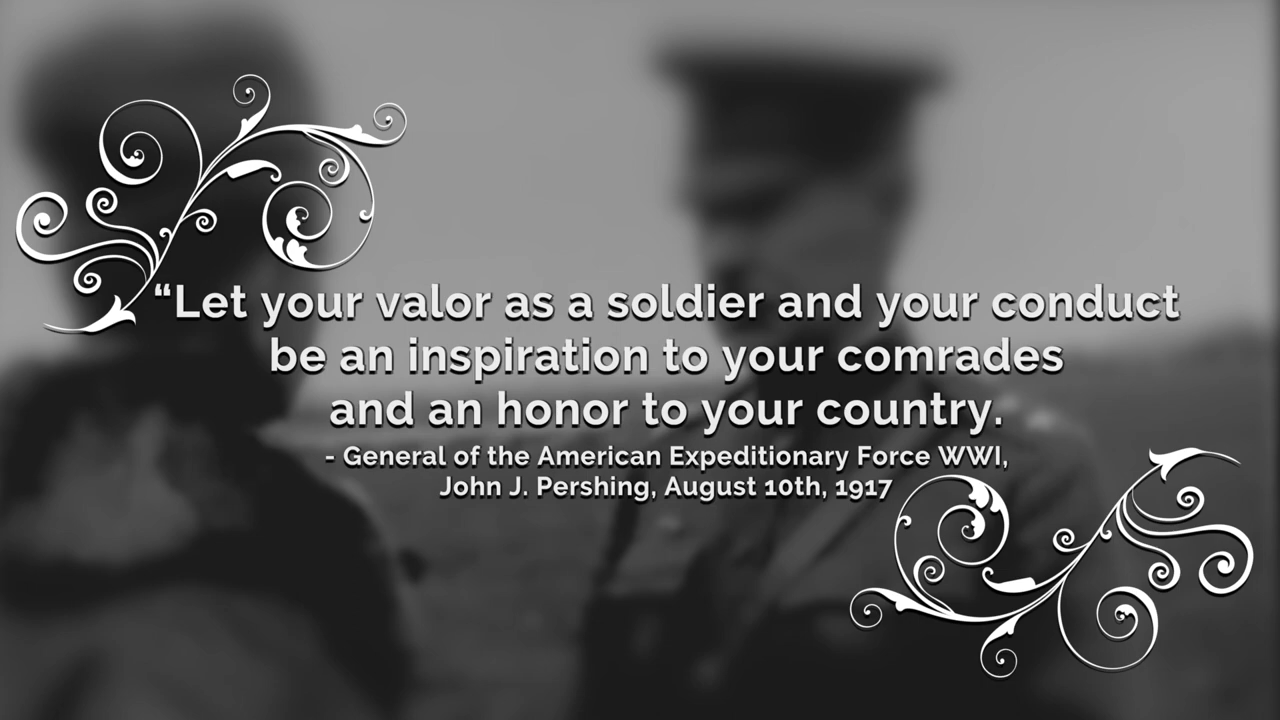 “Let your valor as a soldier and your conduct
be an inspiration to your comrades
and an honor to your country.
- General of the American Expeditionary Force WWI,
John J. Pershing, August 10th, 1917